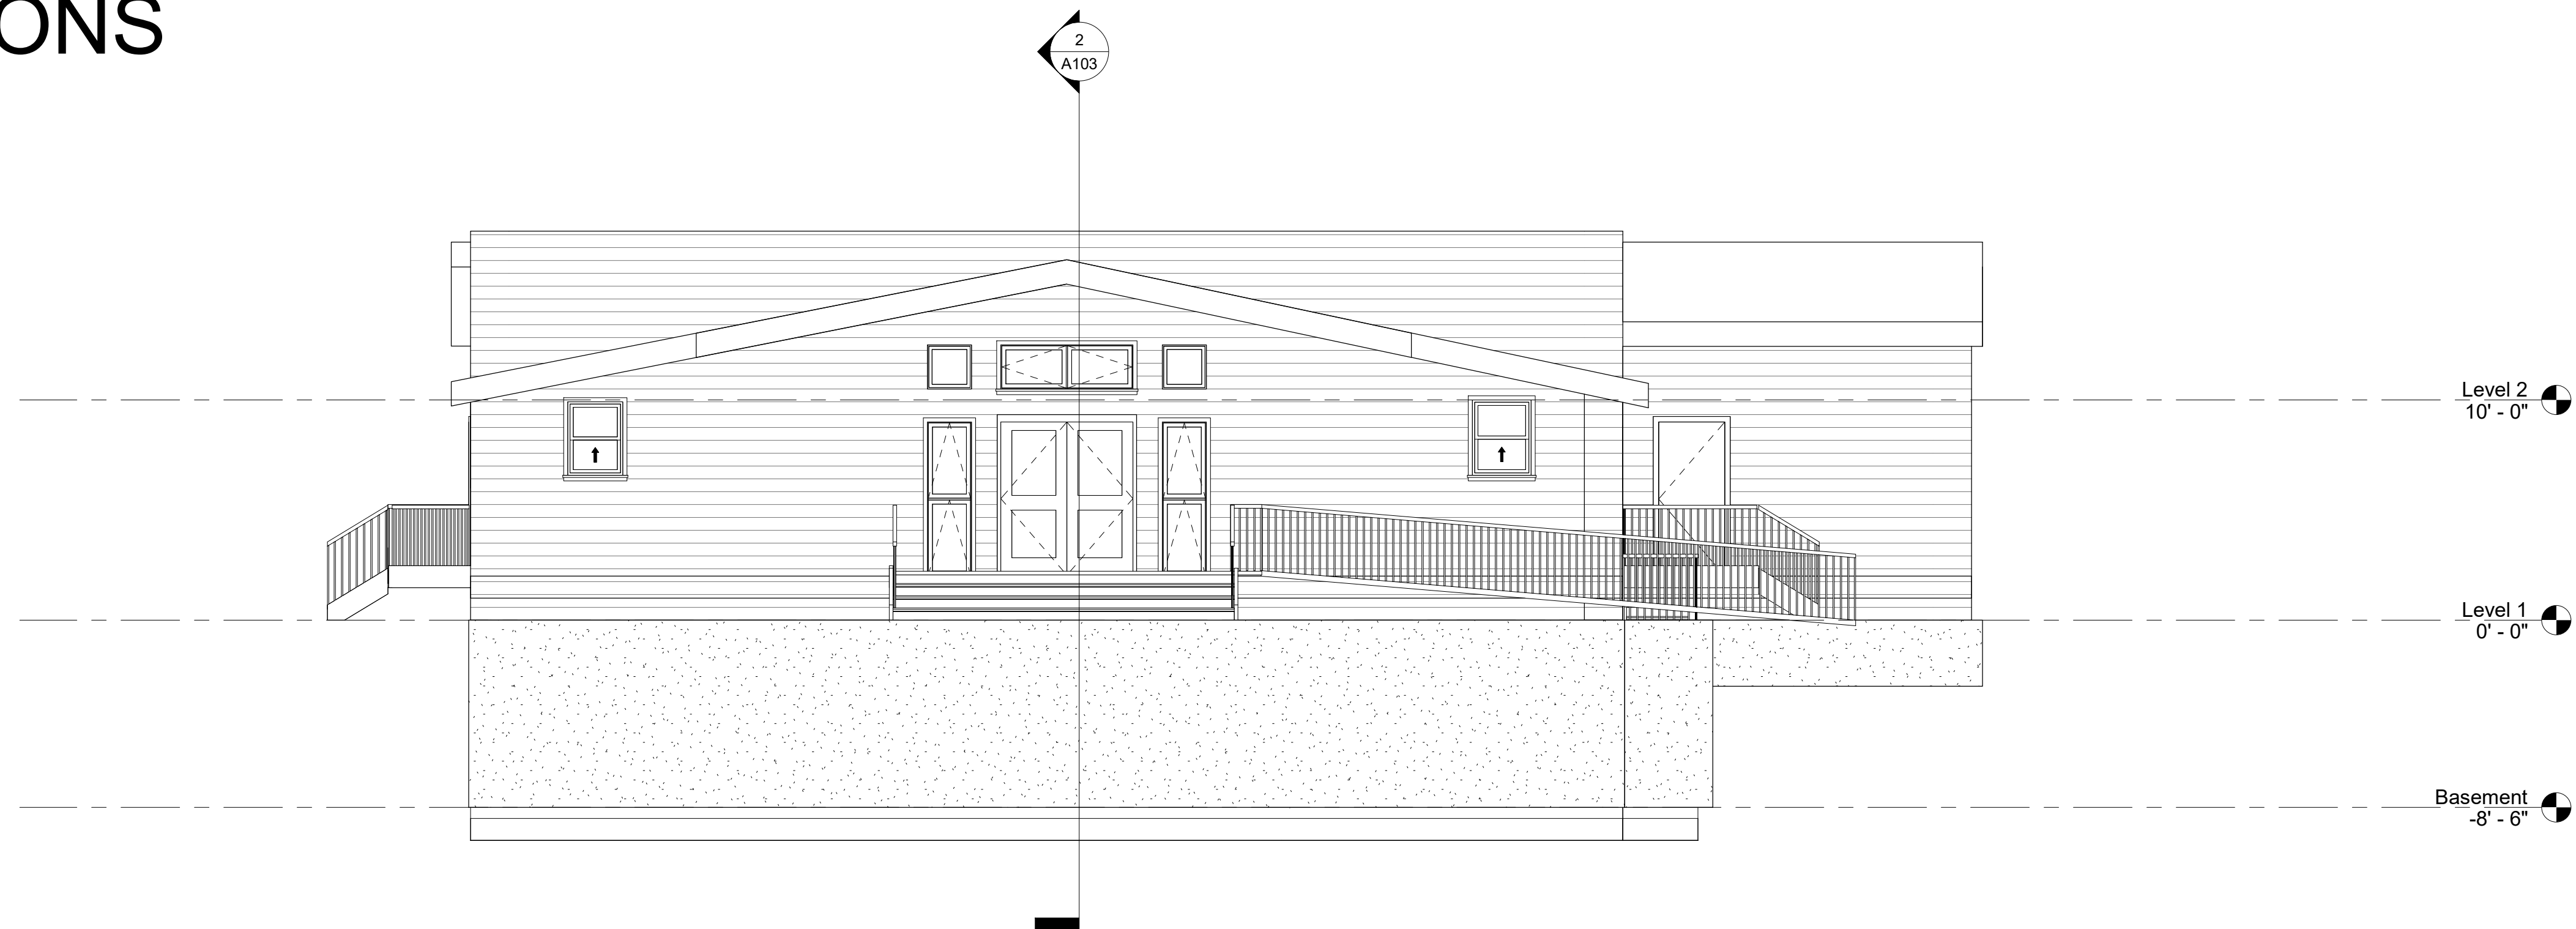 ONS
2
A103
Level 2
10' - 0"
Level 1
0' - 0"
Basement
-8' - 6"